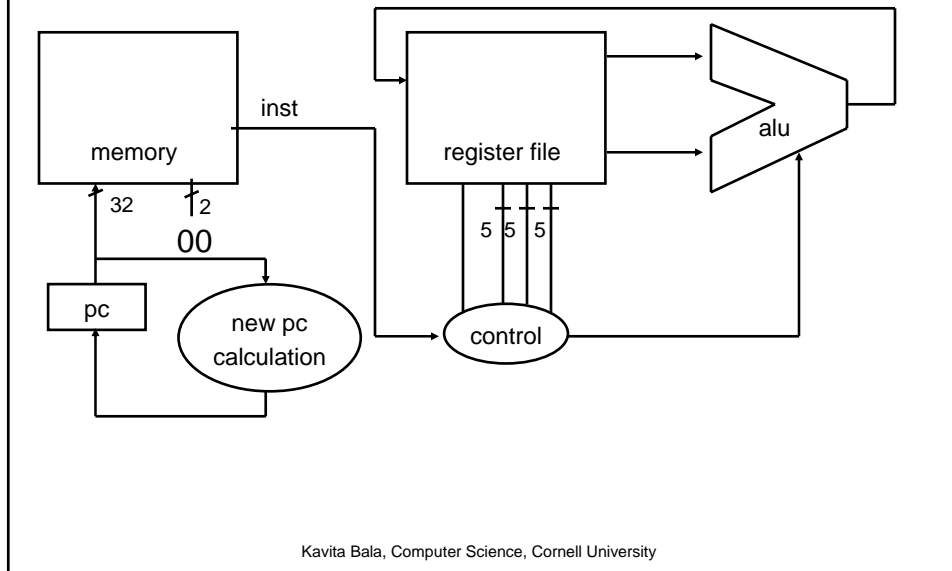 inst
memory
register file
alu
32
2
00
5 5 5
pc
new pc
calculation
control
Kavita Bala, Computer Science, Cornell University